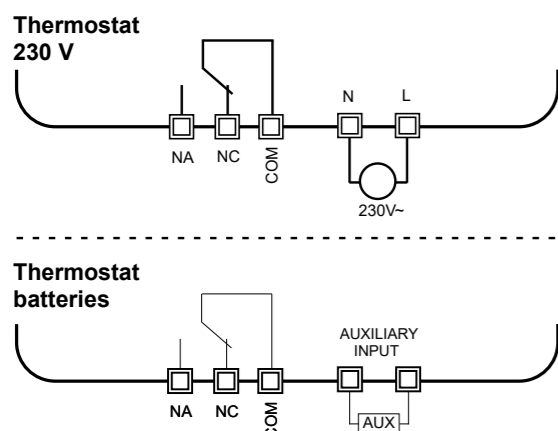 Thermostat
230 V
N L
NA NC COM
230V~
Thermostat
batteries
AUXILIARY
INPUT
NA NC COM
AUX